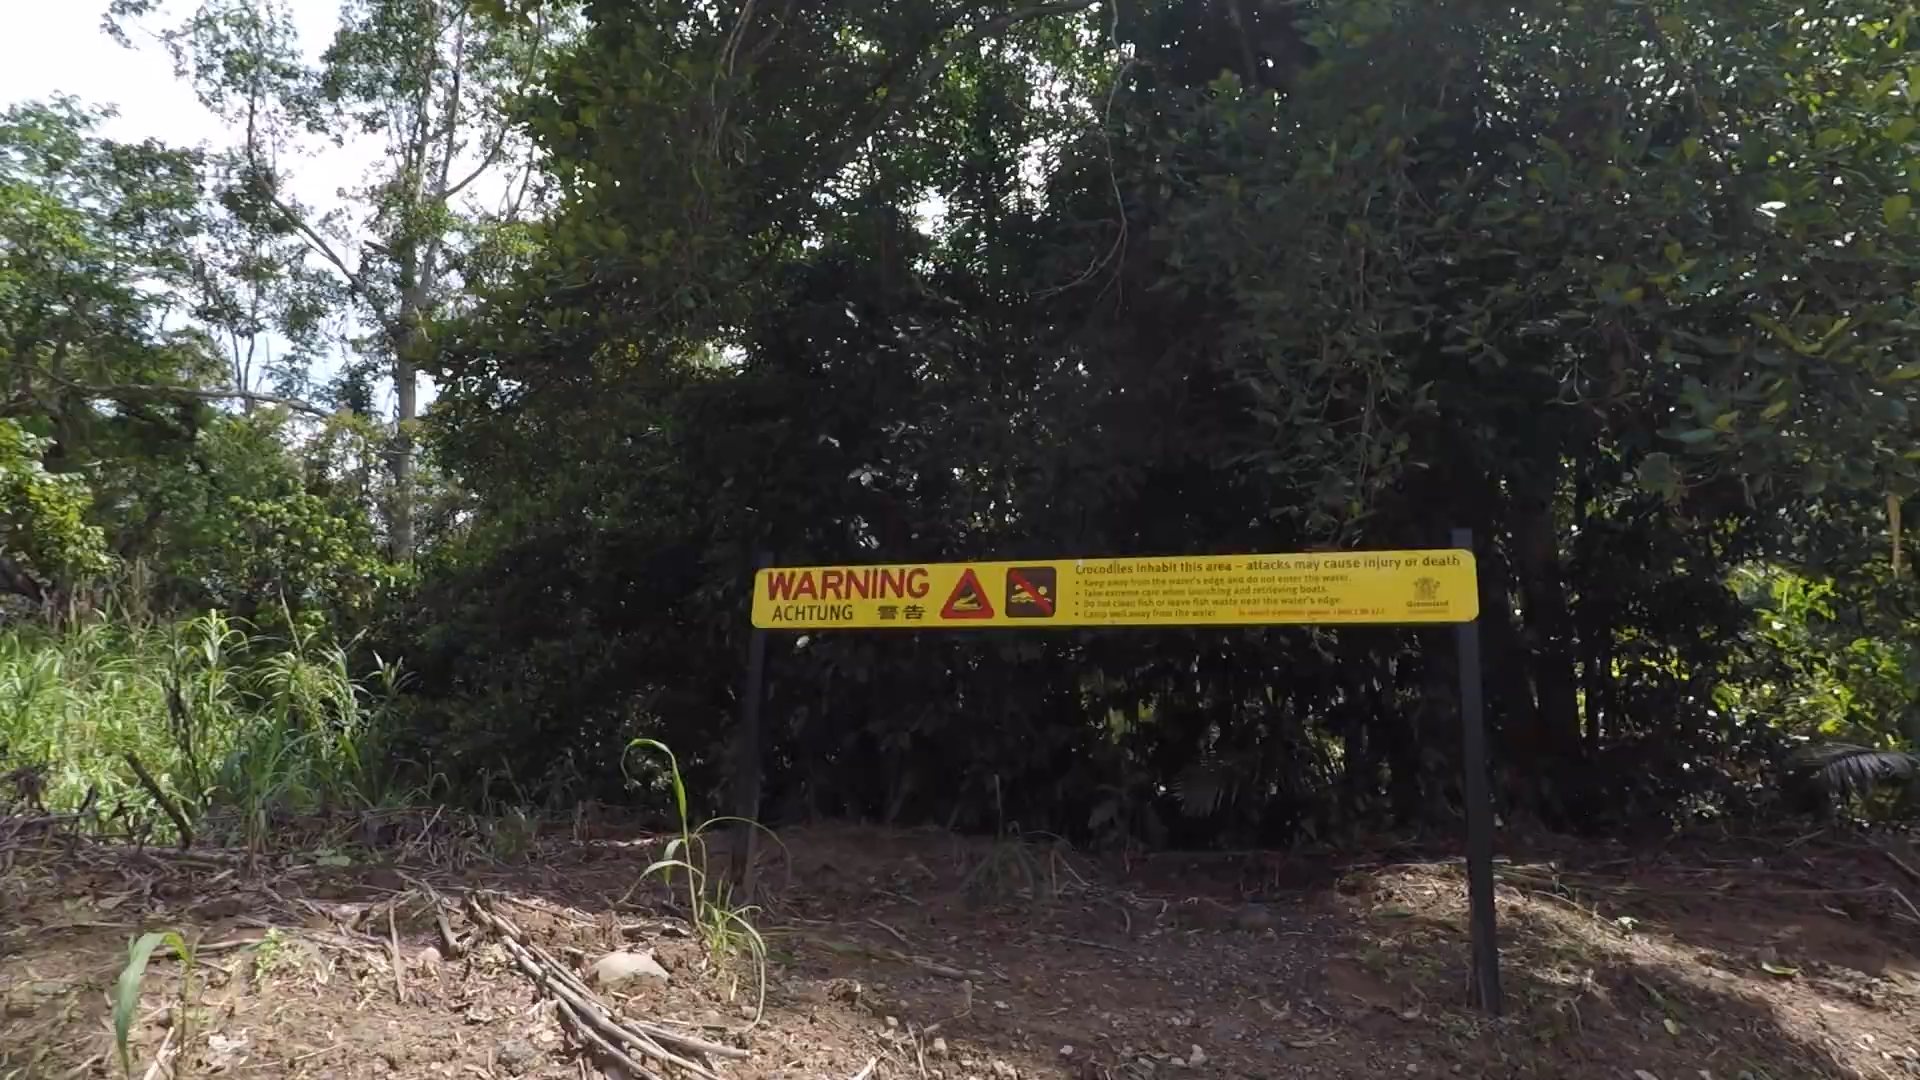 WARNING
ACHTUNG 警告
Crocodiles inhabit this area – attacks may cause injury or death
• Keep away from the water's edge and do not enter the water.
• Take extreme care when launching and retrieving boats.
• Do not clean fish or leave fish waste near the water's edge.
• Camp well away from the water.
Queensland